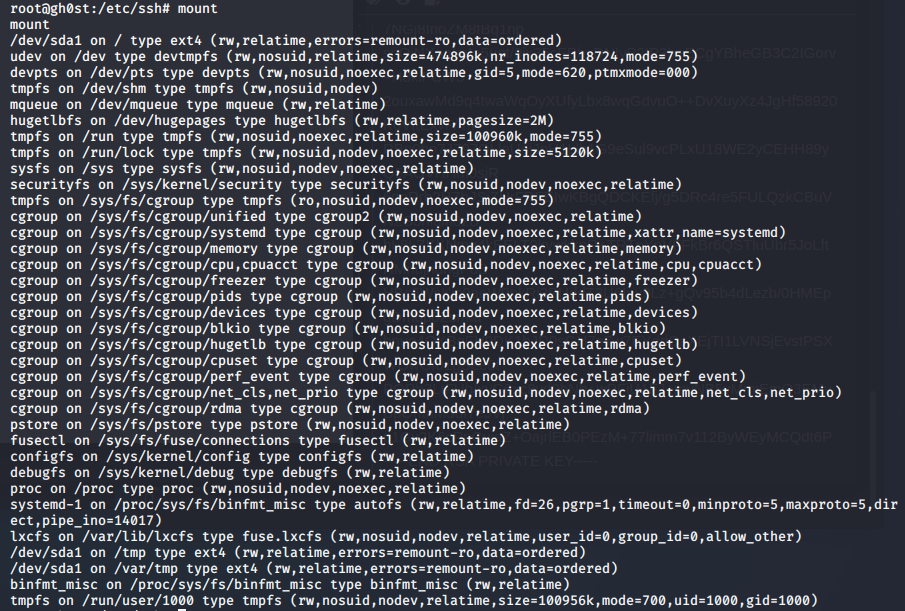 root@gh0st:/etc/ssh# mount
mount
/dev/sda1 on / type ext4 (rw,relatime,errors=remount-ro,data=ordered)
udev on /dev type devtmpfs (rw,nosuid,relatime,size=474896k,nr_inodes=118724,mode=755)
devpts on /dev/pts type devpts (rw,nosuid,noexec,relatime,gid=5,mode=620,ptmxmode=000)
tmpfs on /dev/shm type tmpfs (rw,nosuid,nodev)
mqueue on /dev/mqueue type mqueue (rw,relatime)
hugetlbfs on /dev/hugepages type hugetlbfs (rw,relatime,pagesize=2M)
tmpfs on /run type tmpfs (rw,nosuid,noexec,relatime,size=100960k,mode=755)
tmpfs on /run/lock type tmpfs (rw,nosuid,nodev,noexec,relatime,size=5120k)
sysfs on /sys type sysfs (rw,nosuid,nodev,noexec,relatime)
securityfs on /sys/kernel/security type securityfs (rw,nosuid,nodev,noexec,relatime)
tmpfs on /sys/fs/cgroup type tmpfs (ro,nosuid,nodev,noexec,mode=755)
cgroup on /sys/fs/cgroup/unified type cgroup2 (rw,nosuid,nodev,noexec,relatime)
cgroup on /sys/fs/cgroup/systemd type cgroup (rw,nosuid,nodev,noexec,relatime,xattr,name=systemd)
cgroup on /sys/fs/cgroup/memory type cgroup (rw,nosuid,nodev,noexec,relatime,memory)
cgroup on /sys/fs/cgroup/cpu,cpuacct type cgroup (rw,nosuid,nodev,noexec,relatime,cpu,cpuacct)
cgroup on /sys/fs/cgroup/freezer type cgroup (rw,nosuid,nodev,noexec,relatime,freezer)
cgroup on /sys/fs/cgroup/pids type cgroup (rw,nosuid,nodev,noexec,relatime,pids)
cgroup on /sys/fs/cgroup/devices type cgroup (rw,nosuid,nodev,noexec,relatime,devices)
cgroup on /sys/fs/cgroup/blkio type cgroup (rw,nosuid,nodev,noexec,relatime,blkio)
cgroup on /sys/fs/cgroup/hugetlb type cgroup (rw,nosuid,nodev,noexec,relatime,hugetlb)
cgroup on /sys/fs/cgroup/cpuset type cgroup (rw,nosuid,nodev,noexec,relatime,cpuset)
cgroup on /sys/fs/cgroup/perf_event type cgroup (rw,nosuid,nodev,noexec,relatime,perf_event)
cgroup on /sys/fs/cgroup/net_cls,net_prio type cgroup (rw,nosuid,nodev,noexec,relatime,net_cls,net_prio)
cgroup on /sys/fs/cgroup/rdma type cgroup (rw,nosuid,nodev,noexec,relatime,rdma)
pstore on /sys/fs/pstore type pstore (rw,nosuid,nodev,noexec,relatime)
fusectl on /sys/fs/fuse/connections type fusectl (rw,relatime)
configfs on /sys/kernel/config type configfs (rw,relatime)
debugfs on /sys/kernel/debug type debugfs (rw,relatime)
proc on /proc type proc (rw,nosuid,nodev,noexec,relatime)
systemd-1 on /proc/sys/fs/binfmt_misc type autofs (rw,relatime,fd=26,pgrp=1,timeout=0,minproto=5,maxproto=5,dir
ect,pipe_ino=14017)
lxcfs on /var/lib/lxcfs type fuse.lxcfs (rw,nosuid,nodev,relatime,user_id=0,group_id=0,allow_other)
/dev/sda1 on /tmp type ext4 (rw,relatime,errors=remount-ro,data=ordered)
/dev/sda1 on /var/tmp type ext4 (rw,relatime,errors=remount-ro,data=ordered)
binfmt_misc on /proc/sys/fs/binfmt_misc type binfmt_misc (rw,relatime)
tmpfs on /run/user/1000 type tmpfs (rw,nosuid,nodev,relatime,size=100956k,mode=700,uid=1000,gid=1000)
PRIVATE KEY-----